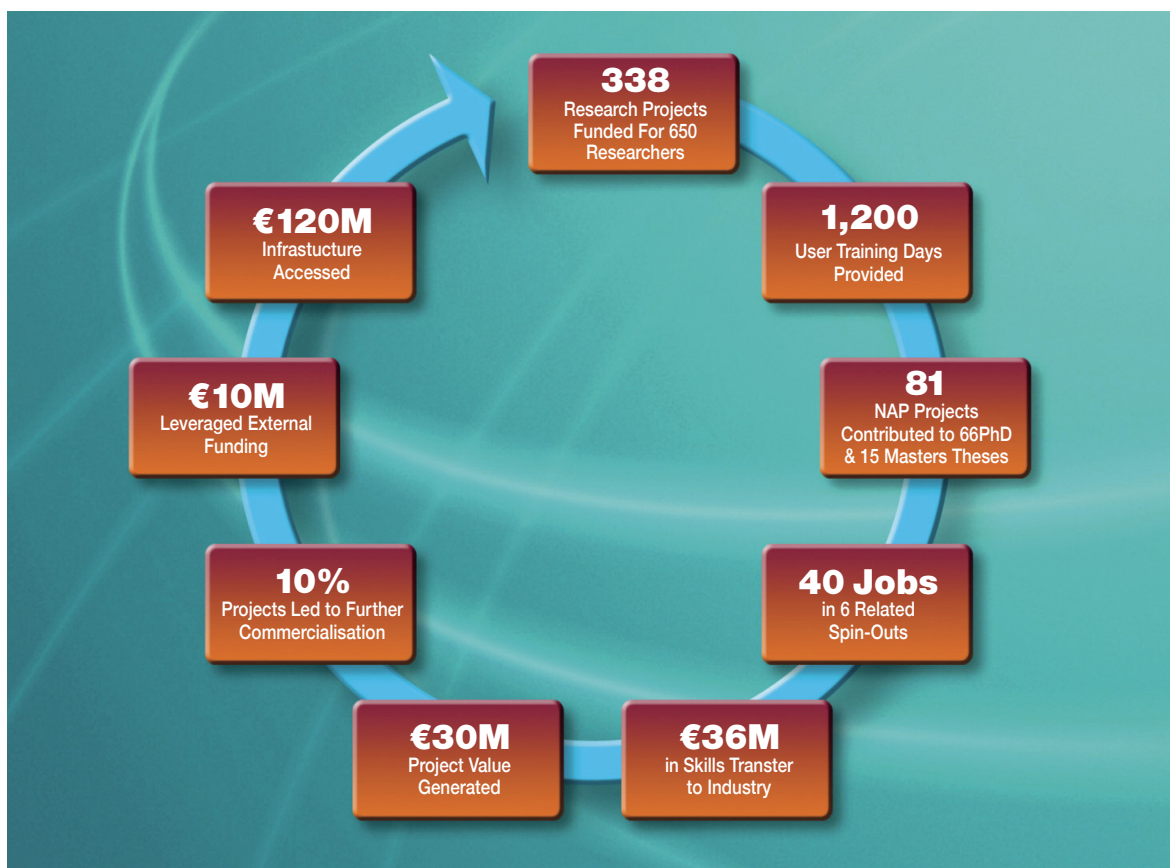 338
Research Projects
Funded For 650
Researchers
1,200
User Training Days
Provided
81
NAP Projects
Contributed to 66PhD
& 15 Masters Theses
40 Jobs
in 6 Related
Spin-Outs
€36M
in Skills Transter
to Industry
€30M
Project Value
Generated
10%
Projects Led to Further
Commercialisation
€10M
Leveraged External
Funding
€120M
Infrastucture
Accessed